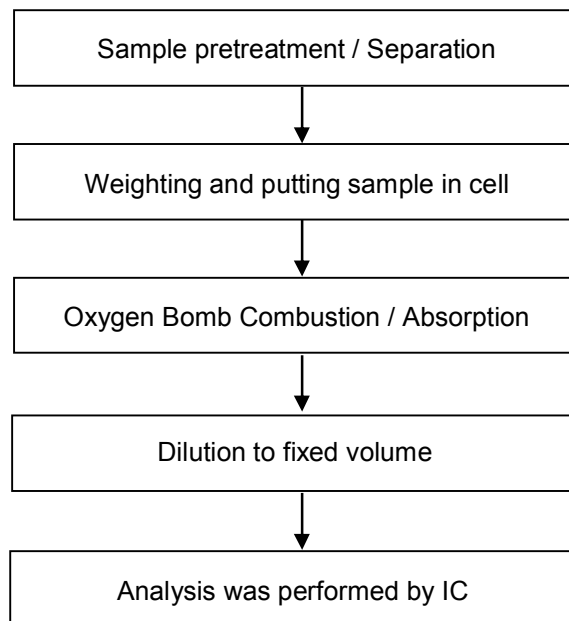 Sample pretreatment / Separation
Weighting and putting sample in cell
Oxygen Bomb Combustion / Absorption
Dilution to fixed volume
Analysis was performed by IC